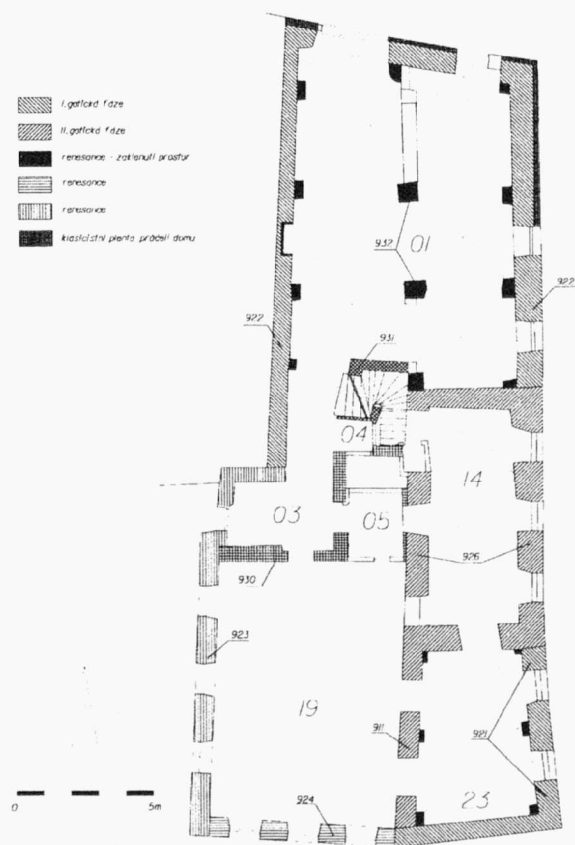 I. gotická fáze
II. gotická fáze
renesance - zaklenutí prostor
renesance
renesance
klasicistní plenta průčelí domu
932
01
922
922
931
04
14
03
05
926
930
923
19
911
921
23
924
0
5m